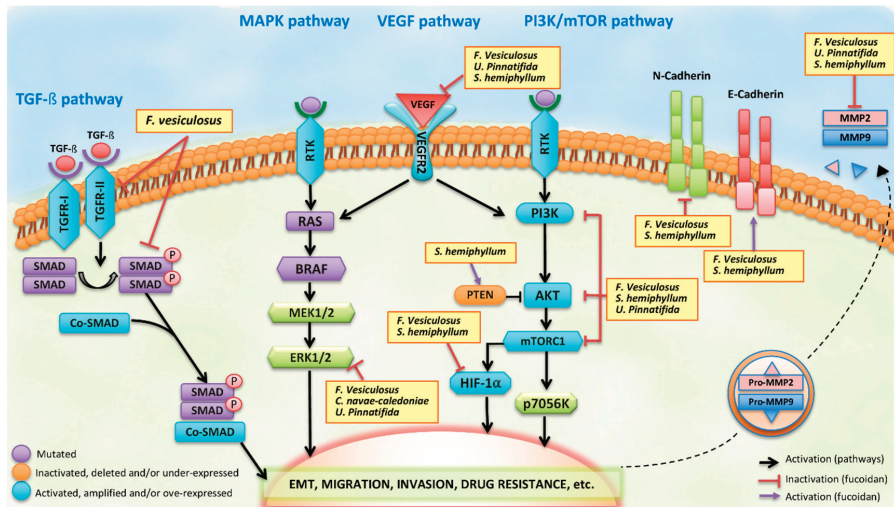 MAPK pathway
VEGF pathway
PI3K/mTOR pathway
TGF-ß pathway
F. vesiculosus
TGF-ß
TGF-ß
TGFR-I
TGFR-II
SMAD
SMAD
SMAD
SMAD
P
P
Co-SMAD
SMAD
SMAD
P
P
Co-SMAD
RTK
RAS
BRAF
MEK1/2
ERK1/2
F. Vesiculosus
C. navae-caledoniae
U. Pinnatifida
VEGF
VEGFR2
F. Vesiculosus
U. Pinnatifida
S. hemiphyllum
RTK
PI3K
S. hemiphyllum
PTEN
AKT
F. Vesiculosus
S. hemiphyllum
U. Pinnatifida
mTORC1
F. Vesiculosus
S. hemiphyllum
HIF-1α
p7056K
N-Cadherin
E-Cadherin
F. Vesiculosus
S. hemiphyllum
F. Vesiculosus
S. hemiphyllum
F. Vesiculosus
U. Pinnatifida
S. hemiphyllum
MMP2
MMP9
Pro-MMP2
Pro-MMP9
EMT, MIGRATION, INVASION, DRUG RESISTANCE, etc.
Mutated
Inactivated, deleted and/or under-expressed
Activated, amplified and/or ove-rexpressed
Activation (pathways)
Inactivation (fucoidan)
Activation (fucoidan)